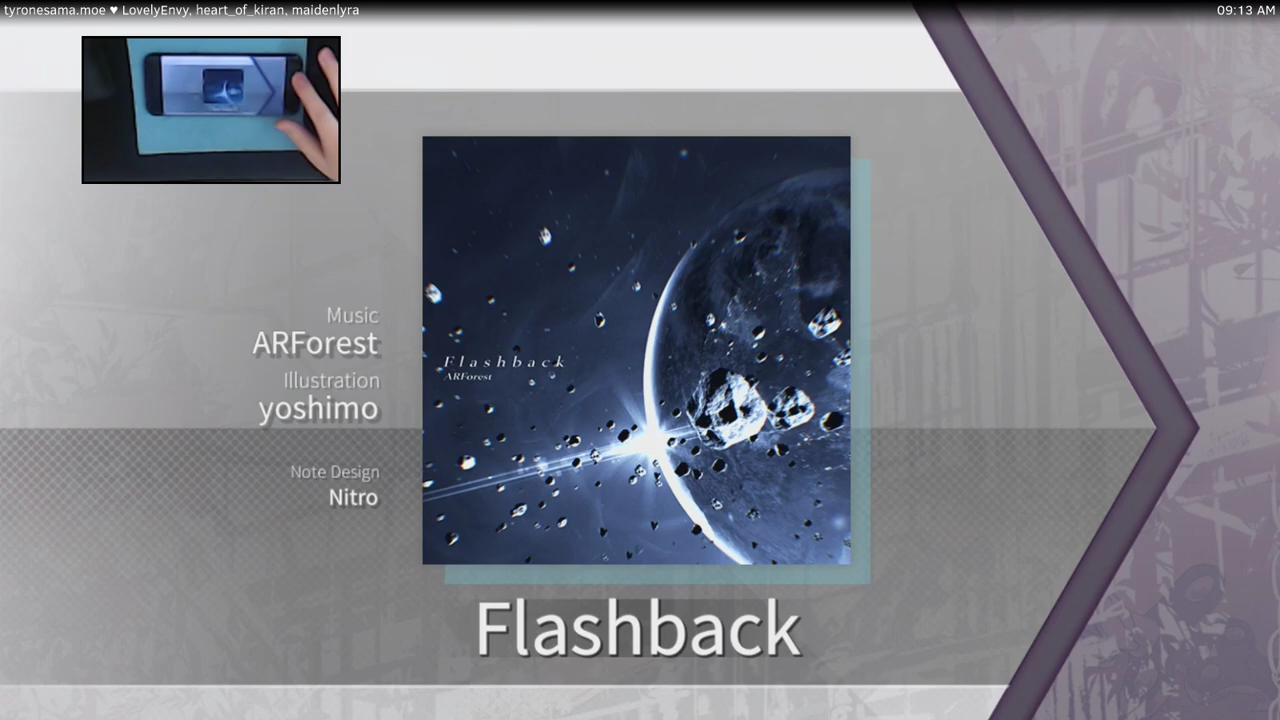 tyronesama.moe ♥ LovelyEnvy, heart_of_kiran, maidenlyra
09:13 AM
Music
ARForest
Illustration
yoshimo
Note Design
Nitro
Flashback
ARForest
Flashback